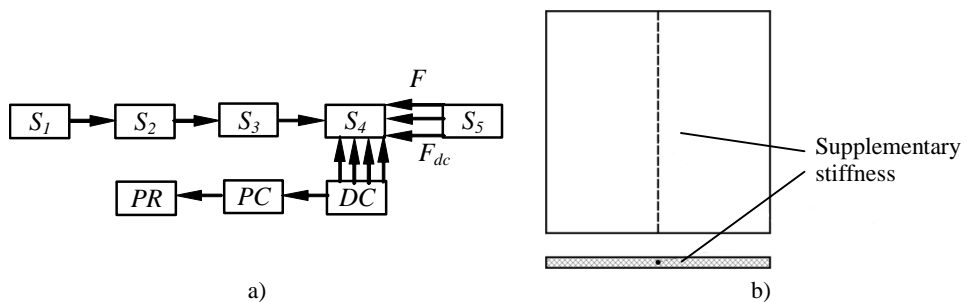 F
S1 S2 S3 S4 S5
Fdc
PR PC DC
Supplementary
stiffness
a) b)